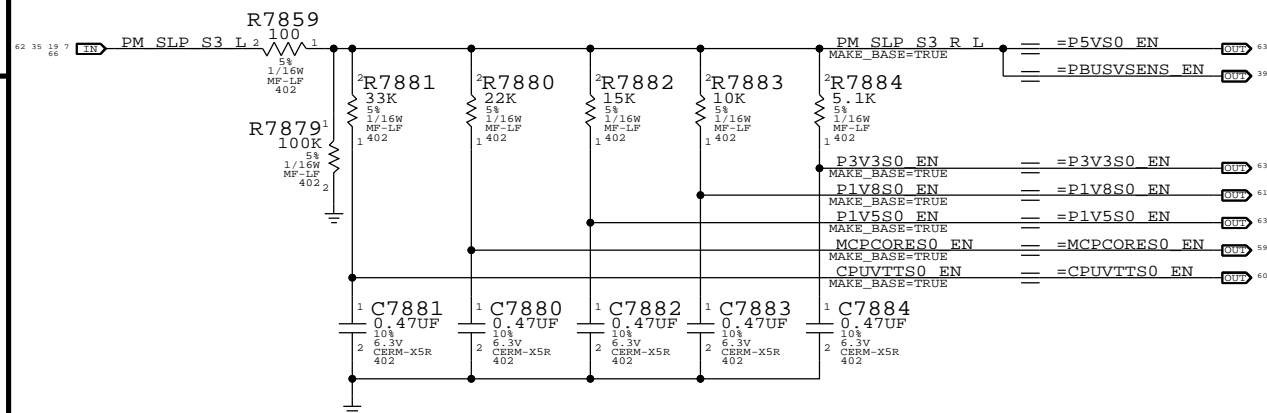 R7859
100
62 35 19 7
66
IN
PM_SLP_S3_L
2
1
5%
1/16W
MF-LF
402
PM_SLP_S3_R_L
MAKE_BASE=TRUE
=P5VS0_EN
OUT
63
=PBUSVSENS_EN
OUT
39
2
R7881
33K
5%
1/16W
MF-LF
402
1
2
R7880
22K
5%
1/16W
MF-LF
402
1
2
R7882
15K
5%
1/16W
MF-LF
402
1
2
R7883
10K
5%
1/16W
MF-LF
402
1
2
R7884
5.1K
5%
1/16W
MF-LF
402
1
R7879
1
100K
5%
1/16W
MF-LF
402
2
P3V3S0_EN
MAKE_BASE=TRUE
=P3V3S0_EN
OUT
63
P1V8S0_EN
MAKE_BASE=TRUE
=P1V8S0_EN
OUT
61
P1V5S0_EN
MAKE_BASE=TRUE
=P1V5S0_EN
OUT
63
MCPCORES0_EN
MAKE_BASE=TRUE
=MCPCORES0_EN
OUT
59
CPUVTTS0_EN
MAKE_BASE=TRUE
=CPUVTTS0_EN
OUT
60
1
C7881
0.47UF
10%
6.3V
CERM-X5R
402
2
1
C7880
0.47UF
10%
6.3V
CERM-X5R
402
2
1
C7882
0.47UF
10%
6.3V
CERM-X5R
402
2
1
C7883
0.47UF
10%
6.3V
CERM-X5R
402
2
1
C7884
0.47UF
10%
6.3V
CERM-X5R
402
2